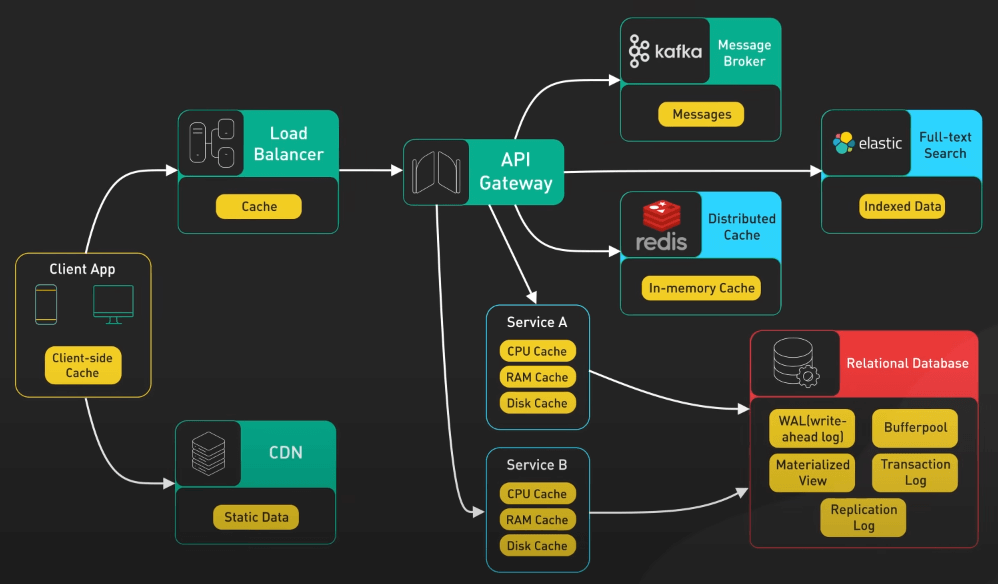 kafka
Message
Broker
Messages
Load
Balancer
Cache
API
Gateway
elastic
Full-text
Search
Indexed Data
redis
Distributed
Cache
In-memory Cache
Client App
Client-side
Cache
Service A
CPU Cache
RAM Cache
Disk Cache
Relational Database
WAL(write-
ahead log)
Bufferpool
Materialized
View
Transaction
Log
Replication
Log
CDN
Static Data
Service B
CPU Cache
RAM Cache
Disk Cache